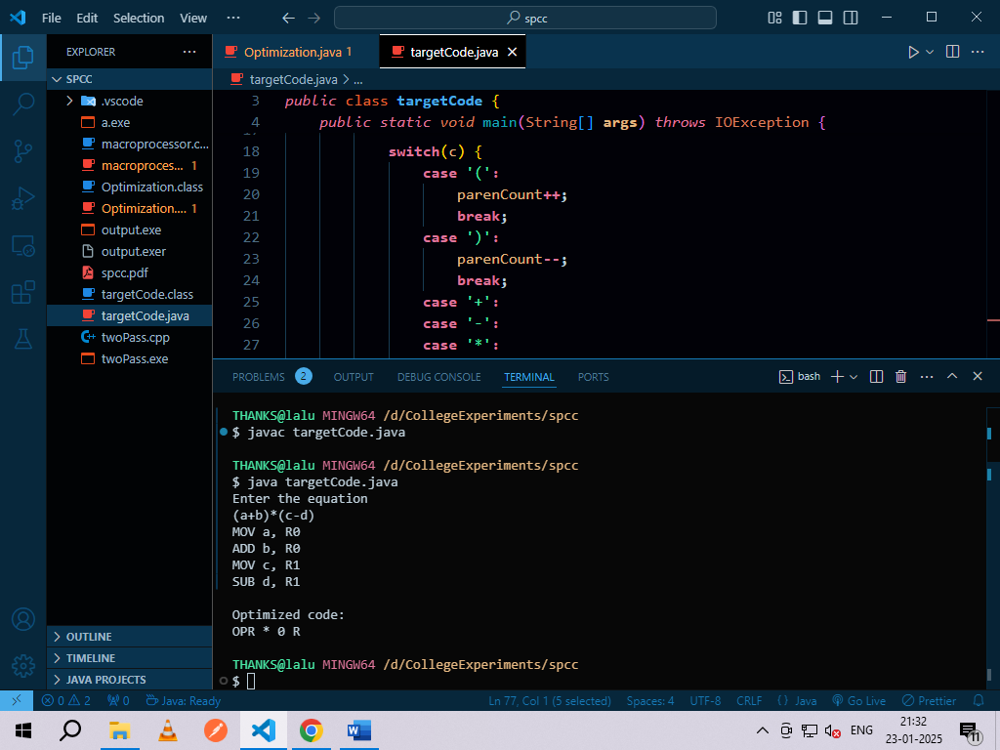 File Edit Selection View ··· spcc
EXPLORER ···
SPCC
.vscode
a.exe
macroprocessor.c...
macroproces... 1
Optimization.class
Optimization.... 1
output.exe
output.exer
spcc.pdf
targetCode.class
targetCode.java
twoPass.cpp
twoPass.exe
OUTLINE
TIMELINE
JAVA PROJECTS
Optimization.java 1 targetCode.java
targetCode.java > ...
3 public class targetCode {
4 public static void main(String[] args) throws IOException {
18 switch(c) {
19 case '(':
20 parenCount++;
21 break;
22 case ')':
23 parenCount--;
24 break;
25 case '+':
26 case '-':
27 case '*':
PROBLEMS 2 OUTPUT DEBUG CONSOLE TERMINAL PORTS bash
THANKS@lalu MINGW64 /d/CollegeExperiments/spcc
$ javac targetCode.java
THANKS@lalu MINGW64 /d/CollegeExperiments/spcc
$ java targetCode.java
Enter the equation
(a+b)*(c-d)
MOV a, R0
ADD b, R0
MOV c, R1
SUB d, R1
Optimized code:
OPR * 0 R
THANKS@lalu MINGW64 /d/CollegeExperiments/spcc
$
0 2 0 Java: Ready Ln 77, Col 1 (5 selected) Spaces: 4 UTF-8 CRLF {} Java Go Live Prettier
ENG 21:32
23-01-2025
11